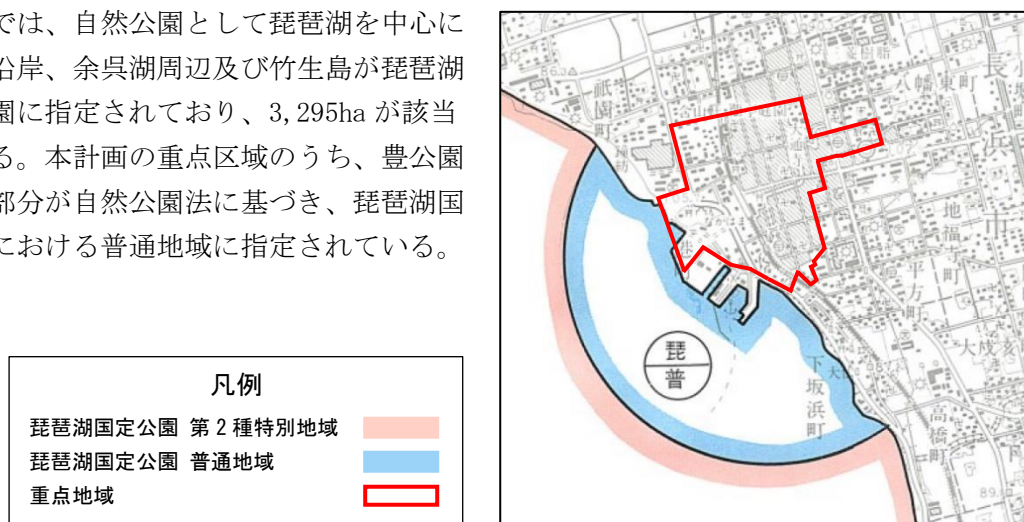 では、自然公園として琵琶湖を中心に
沿岸、余呉湖周辺及び竹生島が琵琶湖
園に指定されており、3,295ha が該当
る。本計画の重点区域のうち、豊公園
部分が自然公園法に基づき、琵琶湖国
における普通地域に指定されている。
凡例
琵琶湖国定公園 第２種特別地域
琵琶湖国定公園 普通地域
重点地域
祇園町
八幡東町
長浜市
地福寺町
平方町
大戌亥
琵
普
下坂浜町
高橋町